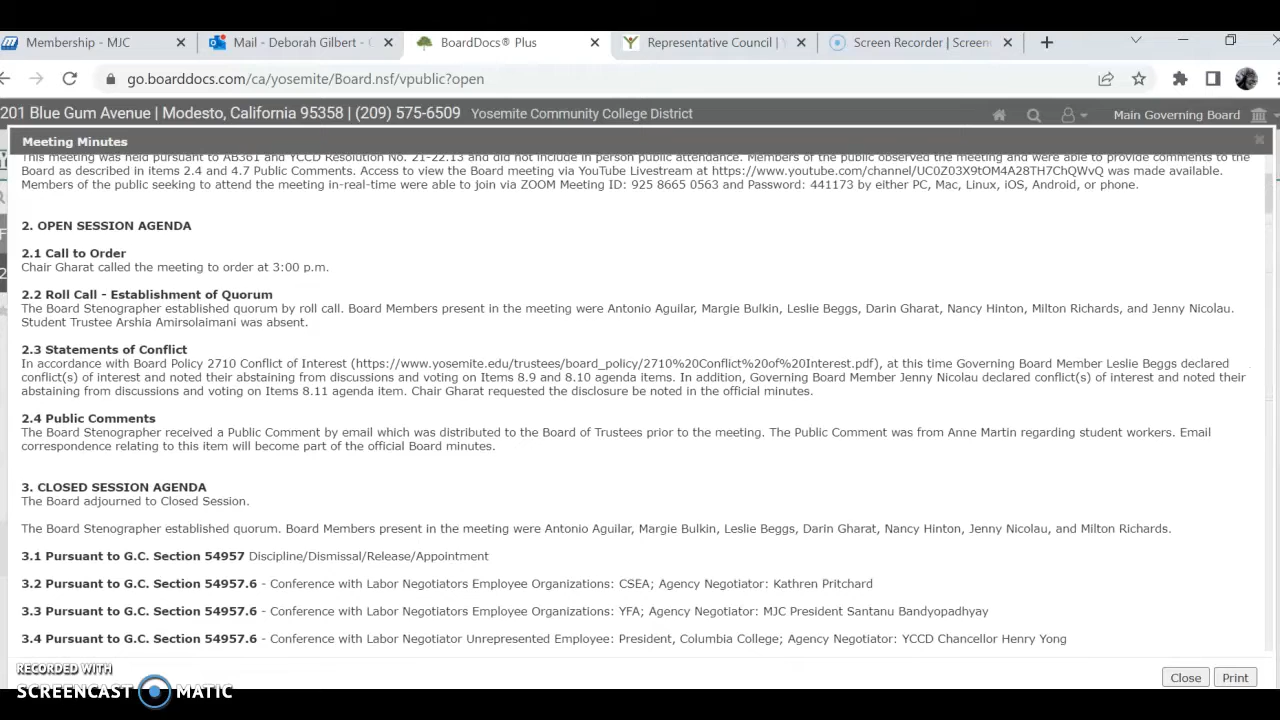 Membership - MJC
Mail - Deborah Gilbert -
BoardDocs® Plus
Representative Council |
Screen Recorder | Screen
go.boarddocs.com/ca/yosemite/Board.nsf/vpublic?open
201 Blue Gum Avenue | Modesto, California 95358 | (209) 575-6509 Yosemite Community College District
Main Governing Board
Meeting Minutes
This meeting was held pursuant to AB361 and YCCD Resolution No. 21-22.13 and did not include in person public attendance. Members of the public observed the meeting and were able to provide comments to the
Board as described in items 2.4 and 4.7 Public Comments. Access to view the Board meeting via YouTube Livestream at https://www.youtube.com/channel/UC0Z03X9tOM4A28TH7ChQWvQ was made available.
Members of the public seeking to attend the meeting in-real-time were able to join via ZOOM Meeting ID: 925 8665 0563 and Password: 441173 by either PC, Mac, Linux, iOS, Android, or phone.
2. OPEN SESSION AGENDA
2.1 Call to Order
Chair Gharat called the meeting to order at 3:00 p.m.
2.2 Roll Call - Establishment of Quorum
The Board Stenographer established quorum by roll call. Board Members present in the meeting were Antonio Aguilar, Margie Bulkin, Leslie Beggs, Darin Gharat, Nancy Hinton, Milton Richards, and Jenny Nicolau.
Student Trustee Arshia Amirsolaimani was absent.
2.3 Statements of Conflict
In accordance with Board Policy 2710 Conflict of Interest (https://www.yosemite.edu/trustees/board_policy/2710%20Conflict%20of%20Interest.pdf), at this time Governing Board Member Leslie Beggs declared
conflict(s) of interest and noted their abstaining from discussions and voting on Items 8.9 and 8.10 agenda items. In addition, Governing Board Member Jenny Nicolau declared conflict(s) of interest and noted their
abstaining from discussions and voting on Items 8.11 agenda item. Chair Gharat requested the disclosure be noted in the official minutes.
2.4 Public Comments
The Board Stenographer received a Public Comment by email which was distributed to the Board of Trustees prior to the meeting. The Public Comment was from Anne Martin regarding student workers. Email
correspondence relating to this item will become part of the official Board minutes.
3. CLOSED SESSION AGENDA
The Board adjourned to Closed Session.
The Board Stenographer established quorum. Board Members present in the meeting were Antonio Aguilar, Margie Bulkin, Leslie Beggs, Darin Gharat, Nancy Hinton, Jenny Nicolau, and Milton Richards.
3.1 Pursuant to G.C. Section 54957 Discipline/Dismissal/Release/Appointment
3.2 Pursuant to G.C. Section 54957.6 - Conference with Labor Negotiators Employee Organizations: CSEA; Agency Negotiator: Kathren Pritchard
3.3 Pursuant to G.C. Section 54957.6 - Conference with Labor Negotiators Employee Organizations: YFA; Agency Negotiator: MJC President Santanu Bandyopadhyay
3.4 Pursuant to G.C. Section 54957.6 - Conference with Labor Negotiator Unrepresented Employee: President, Columbia College; Agency Negotiator: YCCD Chancellor Henry Yong
RECORDED WITH
SCREENCAST MATIC
Close
Print